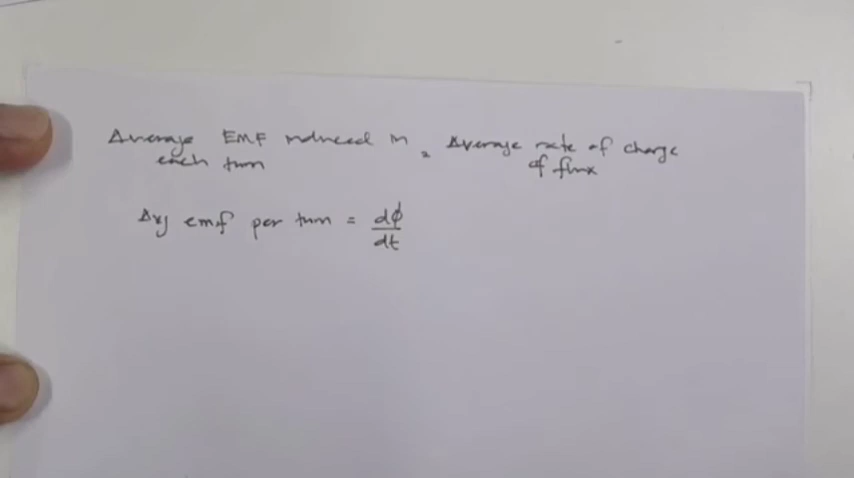 Average EMF induced in = Average rate of change
each turn of flux
Avg emf per turn = dϕ/dt